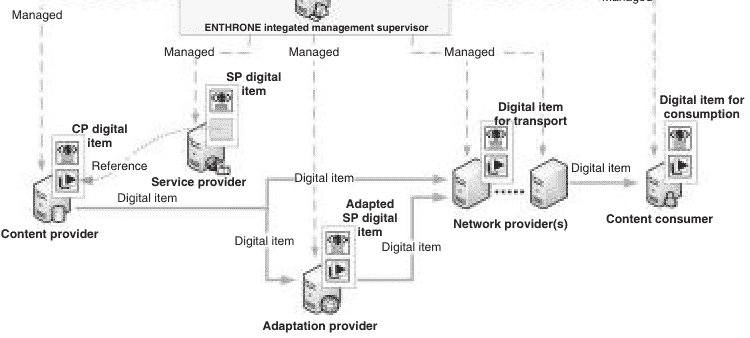 Managed
Managed
ENTHRONE integated management supervisor
Managed
Managed
Managed
SP digital
item
Digital item
for transport
Digital item for
consumption
CP digital
item
Reference
Service provider
Digital item
Digital item
Digital item
Content provider
Adapted
SP digital
item
Network provider(s)
Content consumer
Digital item
Digital item
Adaptation provider